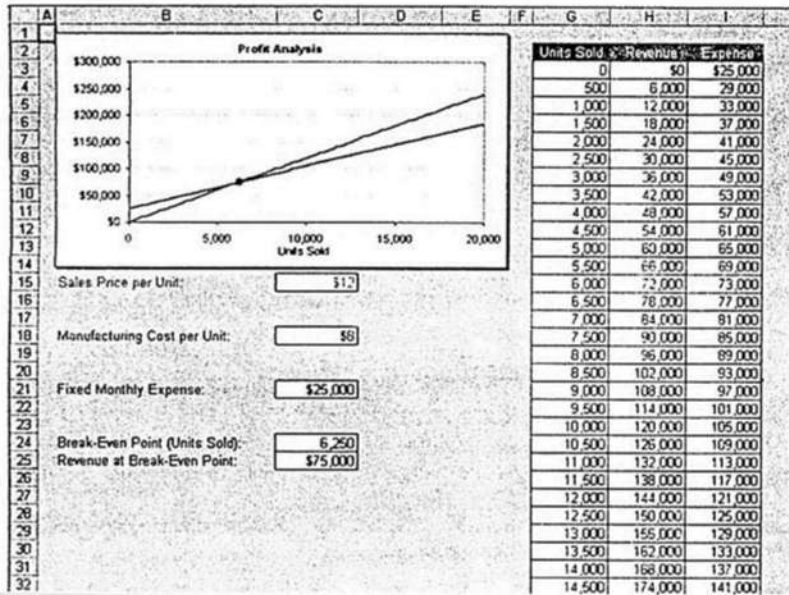 A B C D E F G H I
1
2
3
4
5
6
7
8
9
10
11
12
13
14
15
16
17
18
19
20
21
22
23
24
25
26
27
28
29
30
31
32
Profit Analysis
$300,000
$250,000
$200,000
$150,000
$100,000
$50,000
$0
0 5,000 10,000 15,000 20,000
Units Sold
Sales Price per Unit: $12
Manufacturing Cost per Unit: $8
Fixed Monthly Expense: $25,000
Break-Even Point (Units Sold): 6,250
Revenue at Break-Even Point: $75,000
Units Sold Revenue Expense
0 $0 $25,000
500 6,000 29,000
1,000 12,000 33,000
1,500 18,000 37,000
2,000 24,000 41,000
2,500 30,000 45,000
3,000 36,000 49,000
3,500 42,000 53,000
4,000 48,000 57,000
4,500 54,000 61,000
5,000 60,000 65,000
5,500 66,000 69,000
6,000 72,000 73,000
6,500 78,000 77,000
7,000 84,000 81,000
7,500 90,000 85,000
8,000 96,000 89,000
8,500 102,000 93,000
9,000 108,000 97,000
9,500 114,000 101,000
10,000 120,000 105,000
10,500 126,000 109,000
11,000 132,000 113,000
11,500 138,000 117,000
12,000 144,000 121,000
12,500 150,000 125,000
13,000 156,000 129,000
13,500 162,000 133,000
14,000 168,000 137,000
14,500 174,000 141,000